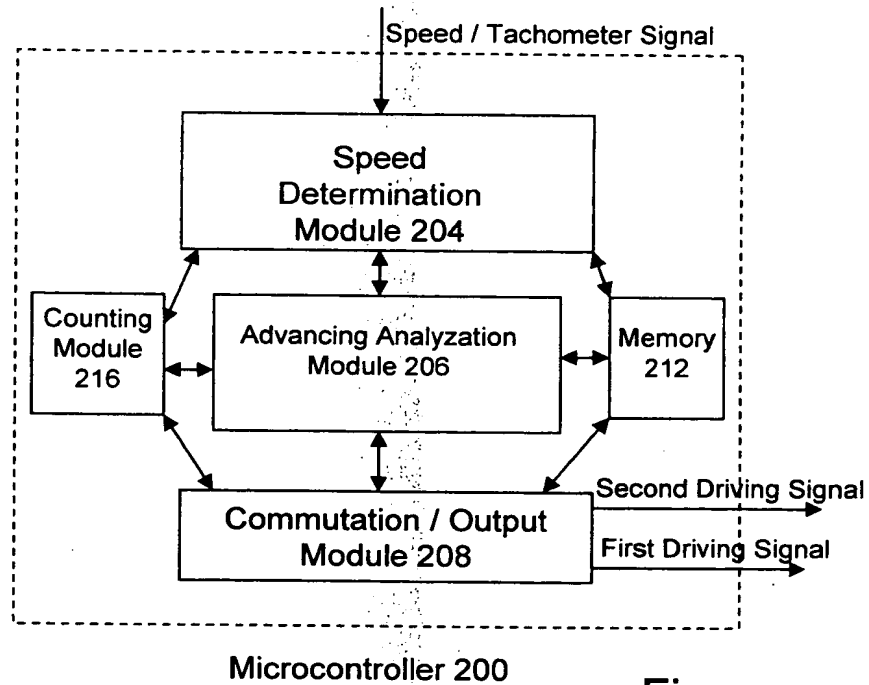 Speed / Tachometer Signal
Speed
Determination
Module 204
Counting
Module
216
Advancing Analyzation
Module 206
Memory
212
Commutation / Output
Module 208
Second Driving Signal
First Driving Signal
Microcontroller 200